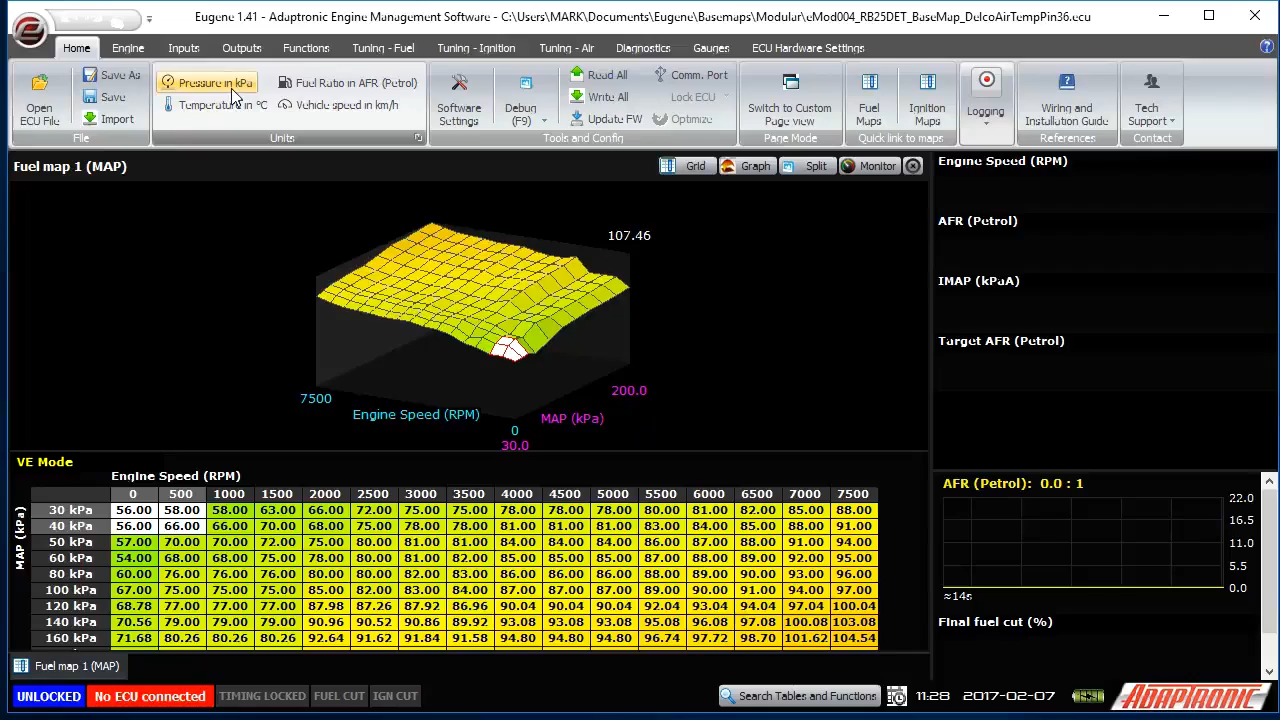 Eugene 1.41 - Adaptronic Engine Management Software - C:\Users\MARK\Documents\Eugene\Basemaps\Modular\eMod004_RB25DET_BaseMap_DelcoAirTempPin36.ecu
Home Engine Inputs Outputs Functions Tuning - Fuel Tuning - Ignition Tuning - Air Diagnostics Gauges ECU Hardware Settings
Open ECU File
Save As
Save
Import
File
Pressure in kPa
Fuel Ratio in AFR (Petrol)
Temperature in °C
Vehicle speed in km/h
Units
Software Settings
Debug (F9)
Read All
Write All
Update FW
Comm. Port
Lock ECU
Optimize
Tools and Config
Switch to Custom Page view
Page Mode
Fuel Maps
Ignition Maps
Quick link to maps
Logging
Wiring and Installation Guide
References
Tech Support
Contact
Fuel map 1 (MAP)
Grid Graph Split Monitor
107.46
7500
Engine Speed (RPM)
0
30.0
MAP (kPa)
200.0
VE Mode
Engine Speed (RPM)
MAP (kPa)
0 500 1000 1500 2000 2500 3000 3500 4000 4500 5000 5500 6000 6500 7000 7500
30 kPa 56.00 58.00 58.00 63.00 66.00 72.00 75.00 75.00 78.00 78.00 78.00 80.00 81.00 82.00 85.00 88.00
40 kPa 56.00 66.00 66.00 70.00 68.00 75.00 78.00 78.00 81.00 81.00 81.00 83.00 84.00 85.00 88.00 91.00
50 kPa 57.00 70.00 70.00 72.00 75.00 80.00 81.00 81.00 84.00 84.00 84.00 86.00 87.00 88.00 91.00 94.00
60 kPa 54.00 68.00 68.00 75.00 78.00 80.00 81.00 82.00 85.00 85.00 85.00 87.00 88.00 89.00 92.00 95.00
80 kPa 60.00 76.00 76.00 76.00 80.00 80.00 82.00 83.00 86.00 86.00 86.00 88.00 89.00 90.00 93.00 96.00
100 kPa 67.00 75.00 75.00 75.00 85.00 82.00 83.00 84.00 87.00 87.00 87.00 89.00 90.00 91.00 94.00 97.00
120 kPa 68.78 77.00 77.00 77.00 87.98 87.26 87.92 86.96 90.04 90.04 90.04 92.04 93.04 94.04 97.04 100.04
140 kPa 70.56 79.00 79.00 79.00 90.96 90.52 90.86 89.92 93.08 93.08 93.08 95.08 96.08 97.08 100.08 103.08
160 kPa 71.68 80.26 80.26 80.26 92.64 91.62 91.84 91.58 94.80 94.80 94.80 96.74 97.72 98.70 101.62 104.54
Fuel map 1 (MAP)
Engine Speed (RPM)
AFR (Petrol)
IMAP (kPaA)
Target AFR (Petrol)
AFR (Petrol): 0.0 : 1
22.0
16.5
11.0
5.5
0.0
≈14s
Final fuel cut (%)
UNLOCKED No ECU connected TIMING LOCKED FUEL CUT IGN CUT
Search Tables and Functions
11:28 2017-02-07
ADAPTRONIC